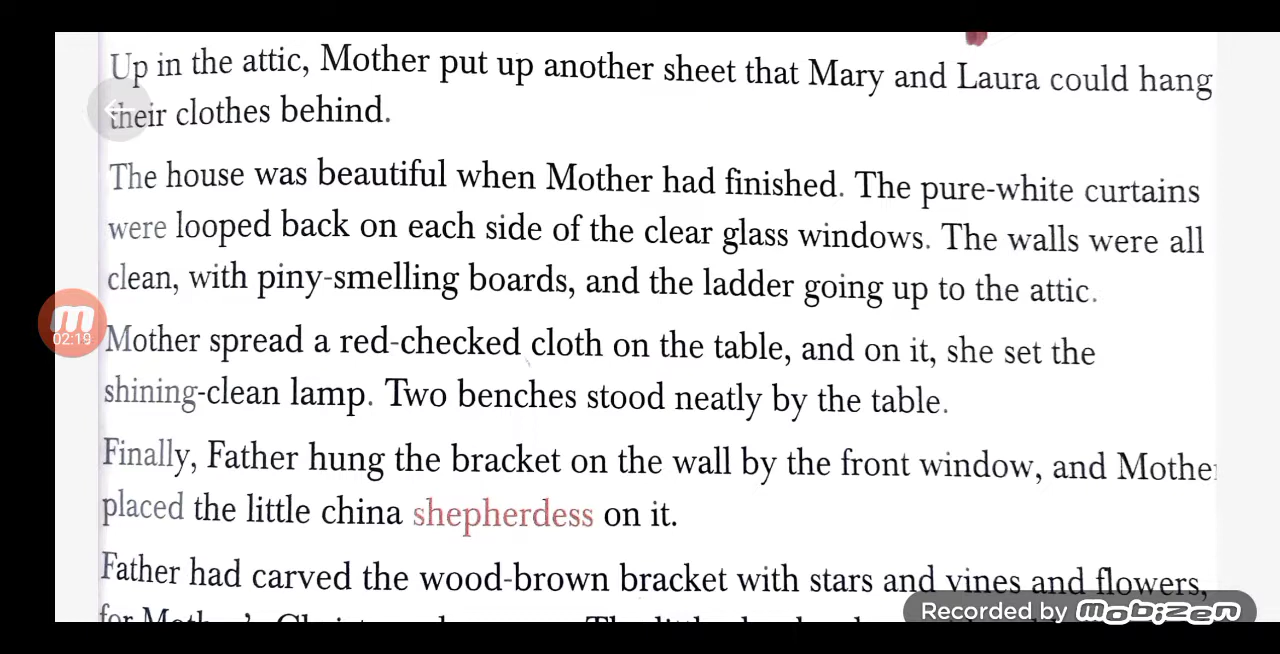 Up in the attic, Mother put up another sheet that Mary and Laura could hang
their clothes behind.
The house was beautiful when Mother had finished. The pure-white curtains
were looped back on each side of the clear glass windows. The walls were all
clean, with piny-smelling boards, and the ladder going up to the attic.
02:19
Mother spread a red-checked cloth on the table, and on it, she set the
shining-clean lamp. Two benches stood neatly by the table.
Finally, Father hung the bracket on the wall by the front window, and Mother
placed the little china shepherdess on it.
Father had carved the wood-brown bracket with stars and vines and flowers,
Recorded by mobizen